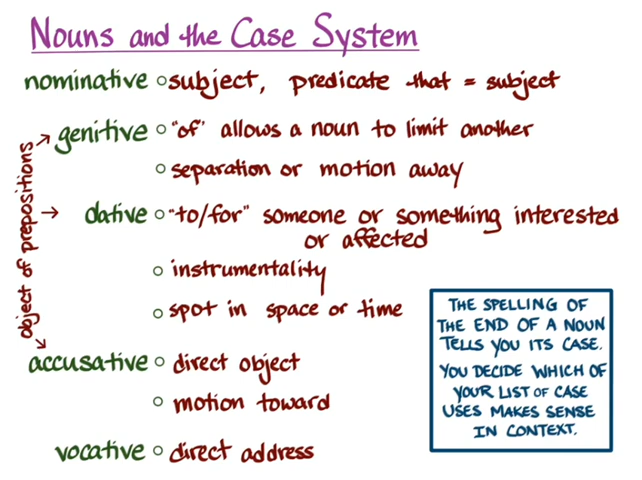 Nouns and the Case System
nominative ○ subject, predicate that = subject
genitive ○ "of" allows a noun to limit another
○ separation or motion away
dative ○ "to/for" someone or something interested
or affected
○ instrumentality
○ spot in space or time
accusative ○ direct object
○ motion toward
vocative ○ direct address
object of prepositions
THE SPELLING OF
THE END OF A NOUN
TELLS YOU ITS CASE.
YOU DECIDE WHICH OF
YOUR LIST OF CASE
USES MAKES SENSE
IN CONTEXT.